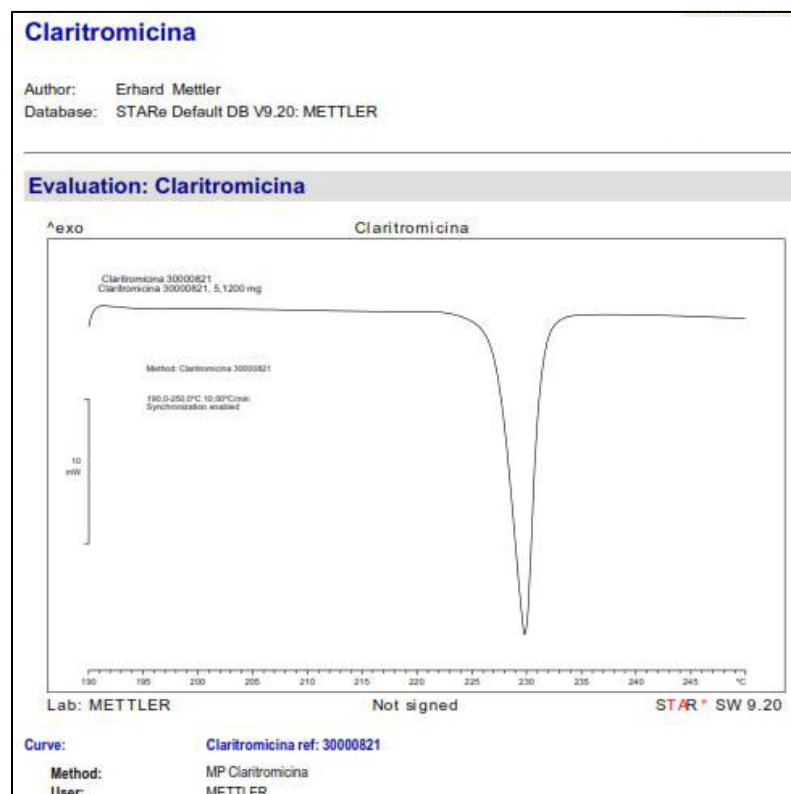 Claritromicina
Author: Erhard Mettler
Database: STARe Default DB V9.20: METTLER
Evaluation: Claritromicina
^exo Claritromicina
Claritromicina 30000821
Claritromicina 30000821, 5,1200 mg
Method: Claritromicina 30000821
190,0-250,0°C 10,00°C/min
Synchronization enabled
10
mW
190 195 200 205 210 215 220 225 230 235 240 245 °C
Lab: METTLER Not signed STAR e SW 9.20
Curve: Claritromicina ref: 30000821
Method: MP Claritromicina
User: METTLER